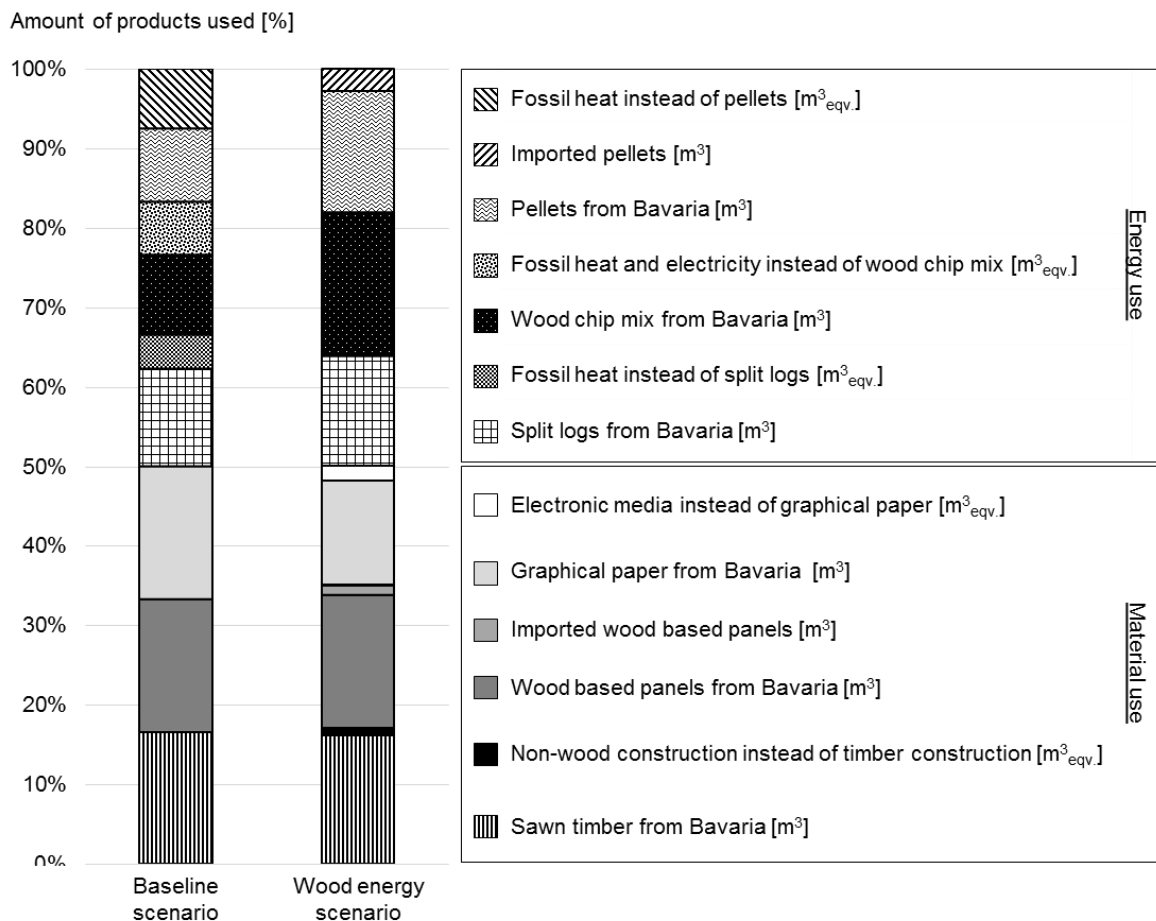 Amount of products used [%]
100%
90%
80%
70%
60%
50%
40%
30%
20%
10%
0%
Baseline
scenario
Wood energy
scenario
Fossil heat instead of pellets [m³eqv.]
Imported pellets [m³]
Pellets from Bavaria [m³]
Fossil heat and electricity instead of wood chip mix [m³eqv.]
Wood chip mix from Bavaria [m³]
Fossil heat instead of split logs [m³eqv.]
Split logs from Bavaria [m³]
Energy use
Electronic media instead of graphical paper [m³eqv.]
Graphical paper from Bavaria [m³]
Imported wood based panels [m³]
Wood based panels from Bavaria [m³]
Non-wood construction instead of timber construction [m³eqv.]
Sawn timber from Bavaria [m³]
Material use